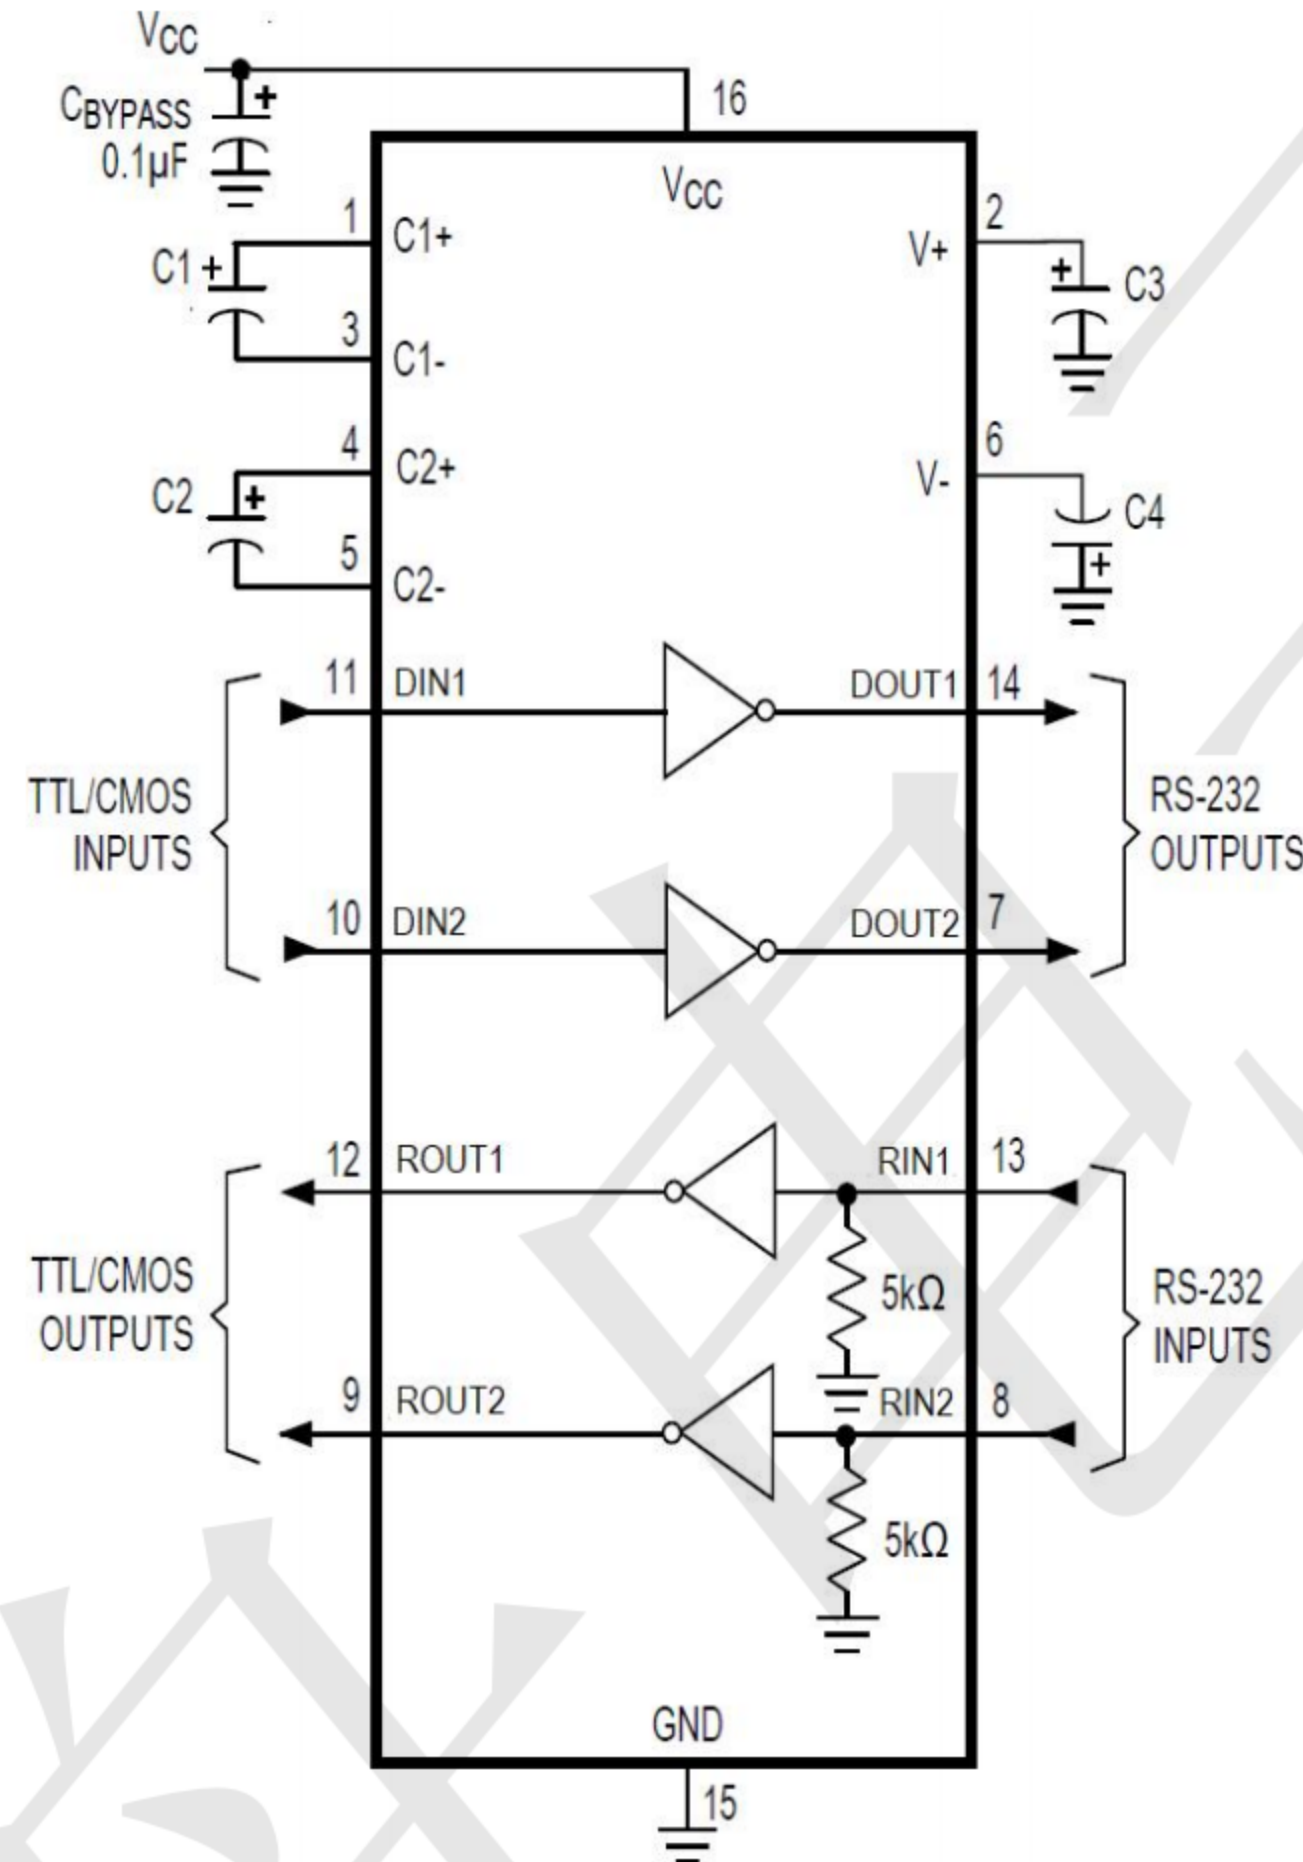 VCC
16
CBYPASS
0.1µF
VCC
1
C1+
2
V+
C1
+
+
C3
3
C1-
4
C2+
6
V-
C2
+
C4
5
C2-
+
11
DIN1
DOUT1
14
TTL/CMOS
INPUTS
RS-232
OUTPUTS
10
DIN2
DOUT2
7
12
ROUT1
RIN1
13
TTL/CMOS
OUTPUTS
5kΩ
RS-232
INPUTS
9
ROUT2
RIN2
8
5kΩ
GND
15